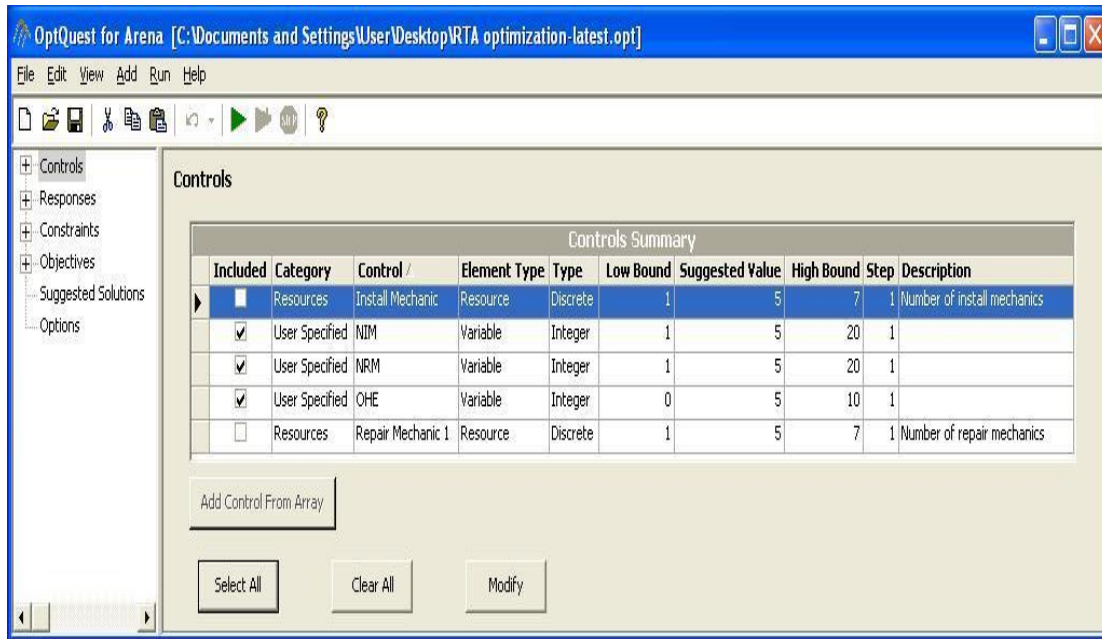 OptQuest for Arena [C:\Documents and Settings\User\Desktop\RTA optimization-latest.opt]
File Edit View Add Run Help
Controls
Responses
Constraints
Objectives
Suggested Solutions
Options
Controls
Controls Summary
Included Category Control Element Type Type Low Bound Suggested Value High Bound Step Description
Resources Install Mechanic Resource Discrete 1 5 7 1 Number of install mechanics
User Specified NIM Variable Integer 1 5 20 1
User Specified NRM Variable Integer 1 5 20 1
User Specified OHE Variable Integer 0 5 10 1
Resources Repair Mechanic 1 Resource Discrete 1 5 7 1 Number of repair mechanics
Add Control From Array
Select All Clear All Modify